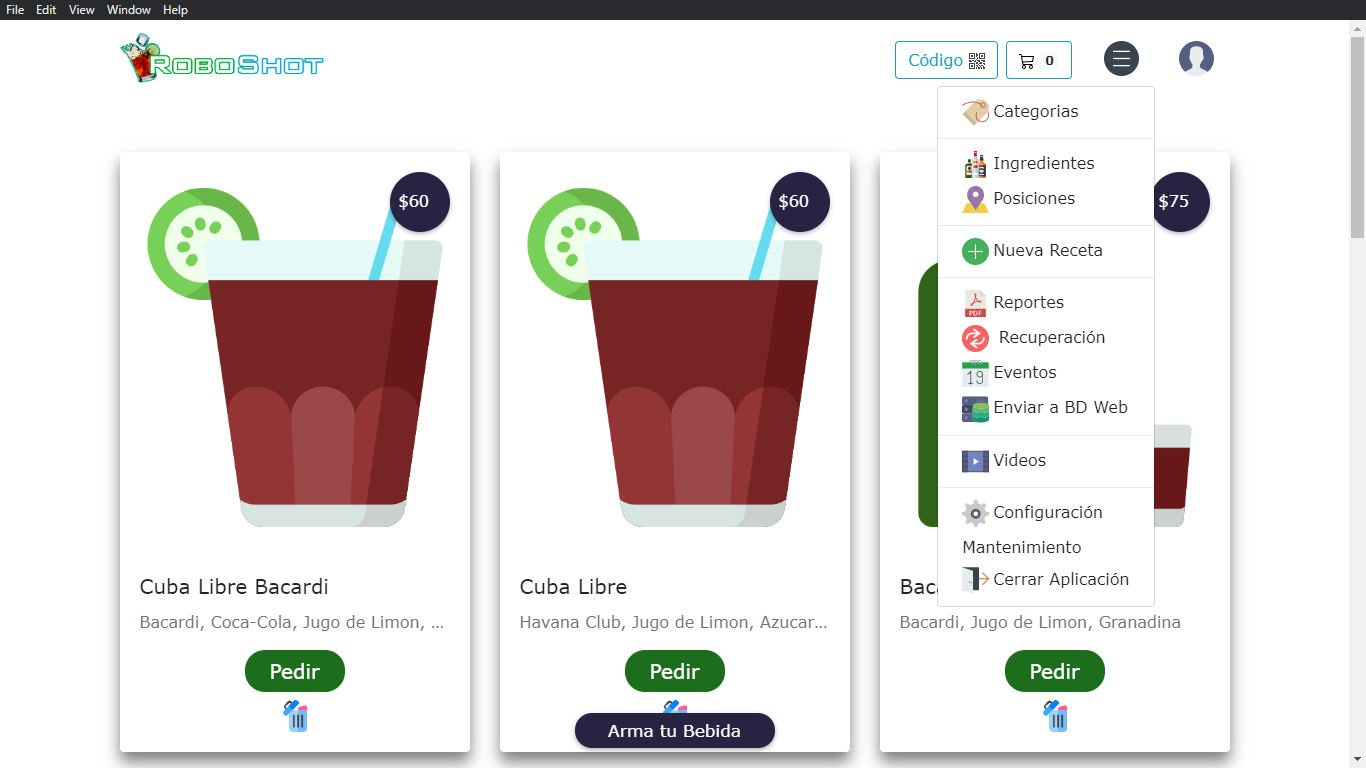 File Edit View Window Help
ROBOSHOT
Código
0
Categorias
Ingredientes
Posiciones
Nueva Receta
Reportes
PDF
Recuperación
19
Eventos
Enviar a BD Web
Videos
Configuración
Mantenimiento
Cerrar Aplicación
$60
Cuba Libre Bacardi
Bacardi, Coca-Cola, Jugo de Limon, ...
Pedir
$60
Cuba Libre
Havana Club, Jugo de Limon, Azucar...
Pedir
$75
Bacardi, Jugo de Limon, Granadina
Pedir
Arma tu Bebida